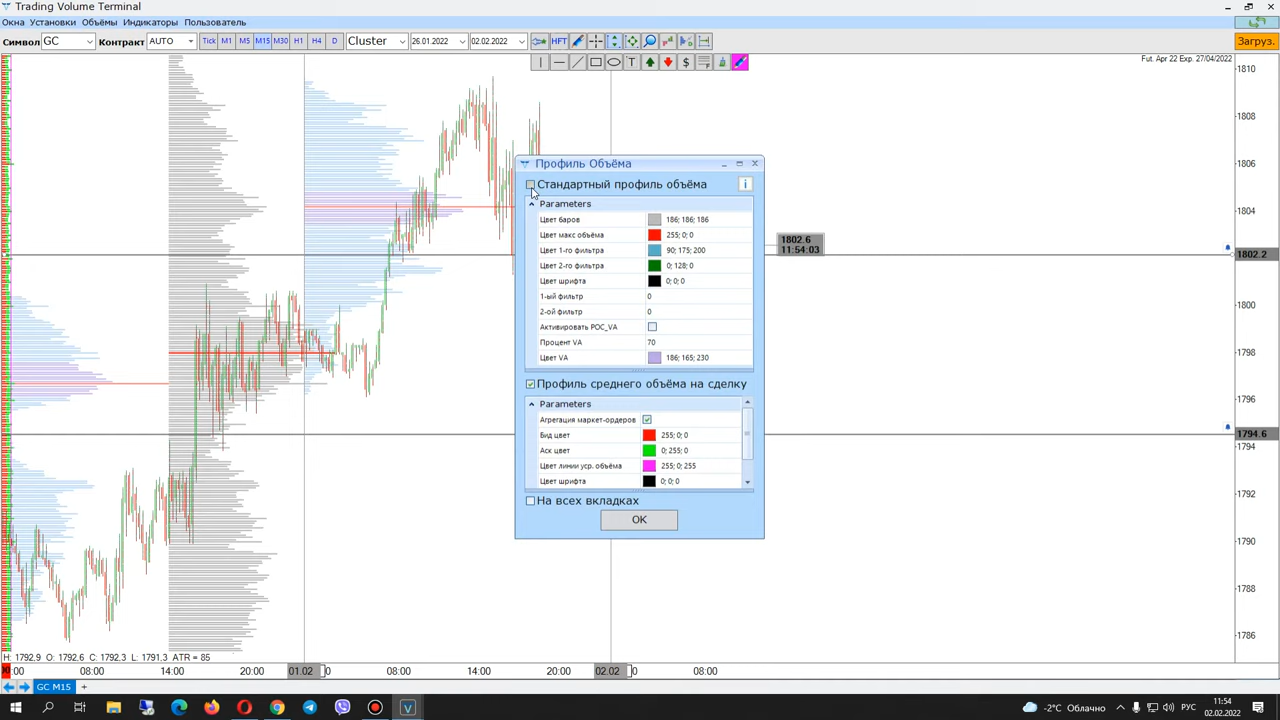 Trading Volume Terminal
Окна Установки Объёмы Индикаторы Пользователь
Символ GC Контракт AUTO Tick M1 M5 M15 M30 H1 H4 D Cluster 26.01.2022 02.02.2022 HFT Загруз.
T $
Fut. Apr 22 Exp. 27/04/2022
1810
1808
1806
1804
1802.2
1800
1798
1796
1794.6
1794
1792
1790
1788
1786
1802.6
11:54:03
Профиль Объёма
Стандартный профиль объёма i
Parameters
Цвет баров 186; 186; 186
Цвет макс объёма 255; 0; 0
Цвет 1-го фильтра 90; 175; 200
Цвет 2-го фильтра 0; 128; 0
Цвет шрифта 0; 0; 0
1-ый фильтр 0
2-ой фильтр 0
Активировать POC_VA
Процент VA 70
Цвет VA 186; 165; 230
Профиль среднего объёма на сделку
Parameters
Агрегация маркет-ордеров
Бид цвет 255; 0; 0
Аск цвет 0; 255; 0
Цвет линии уср. объёма 255; 0; 255
Цвет шрифта 0; 0; 0
На всех вкладках
OK
H: 1792.9 O: 1792.6 C: 1792.3 L: 1791.3 ATR = 85
:00 08:00 14:00 20:00 01.02 08:00 14:00 20:00 02.02 08:00
GC M15 +
-2°C Облачно РУС 11:54
02.02.2022